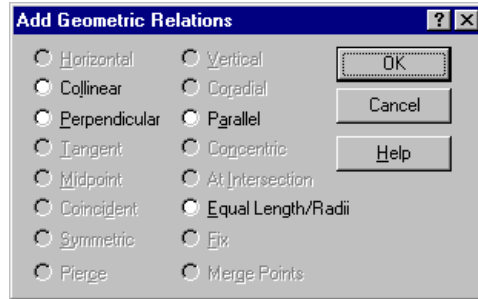 Add Geometric Relations
Horizontal Vertical OK
Collinear Coradial
Perpendicular Parallel Cancel
Tangent Concentric Help
Midpoint At Intersection
Coincident Equal Length/Radii
Symmetric Fix
Pierce Merge Points